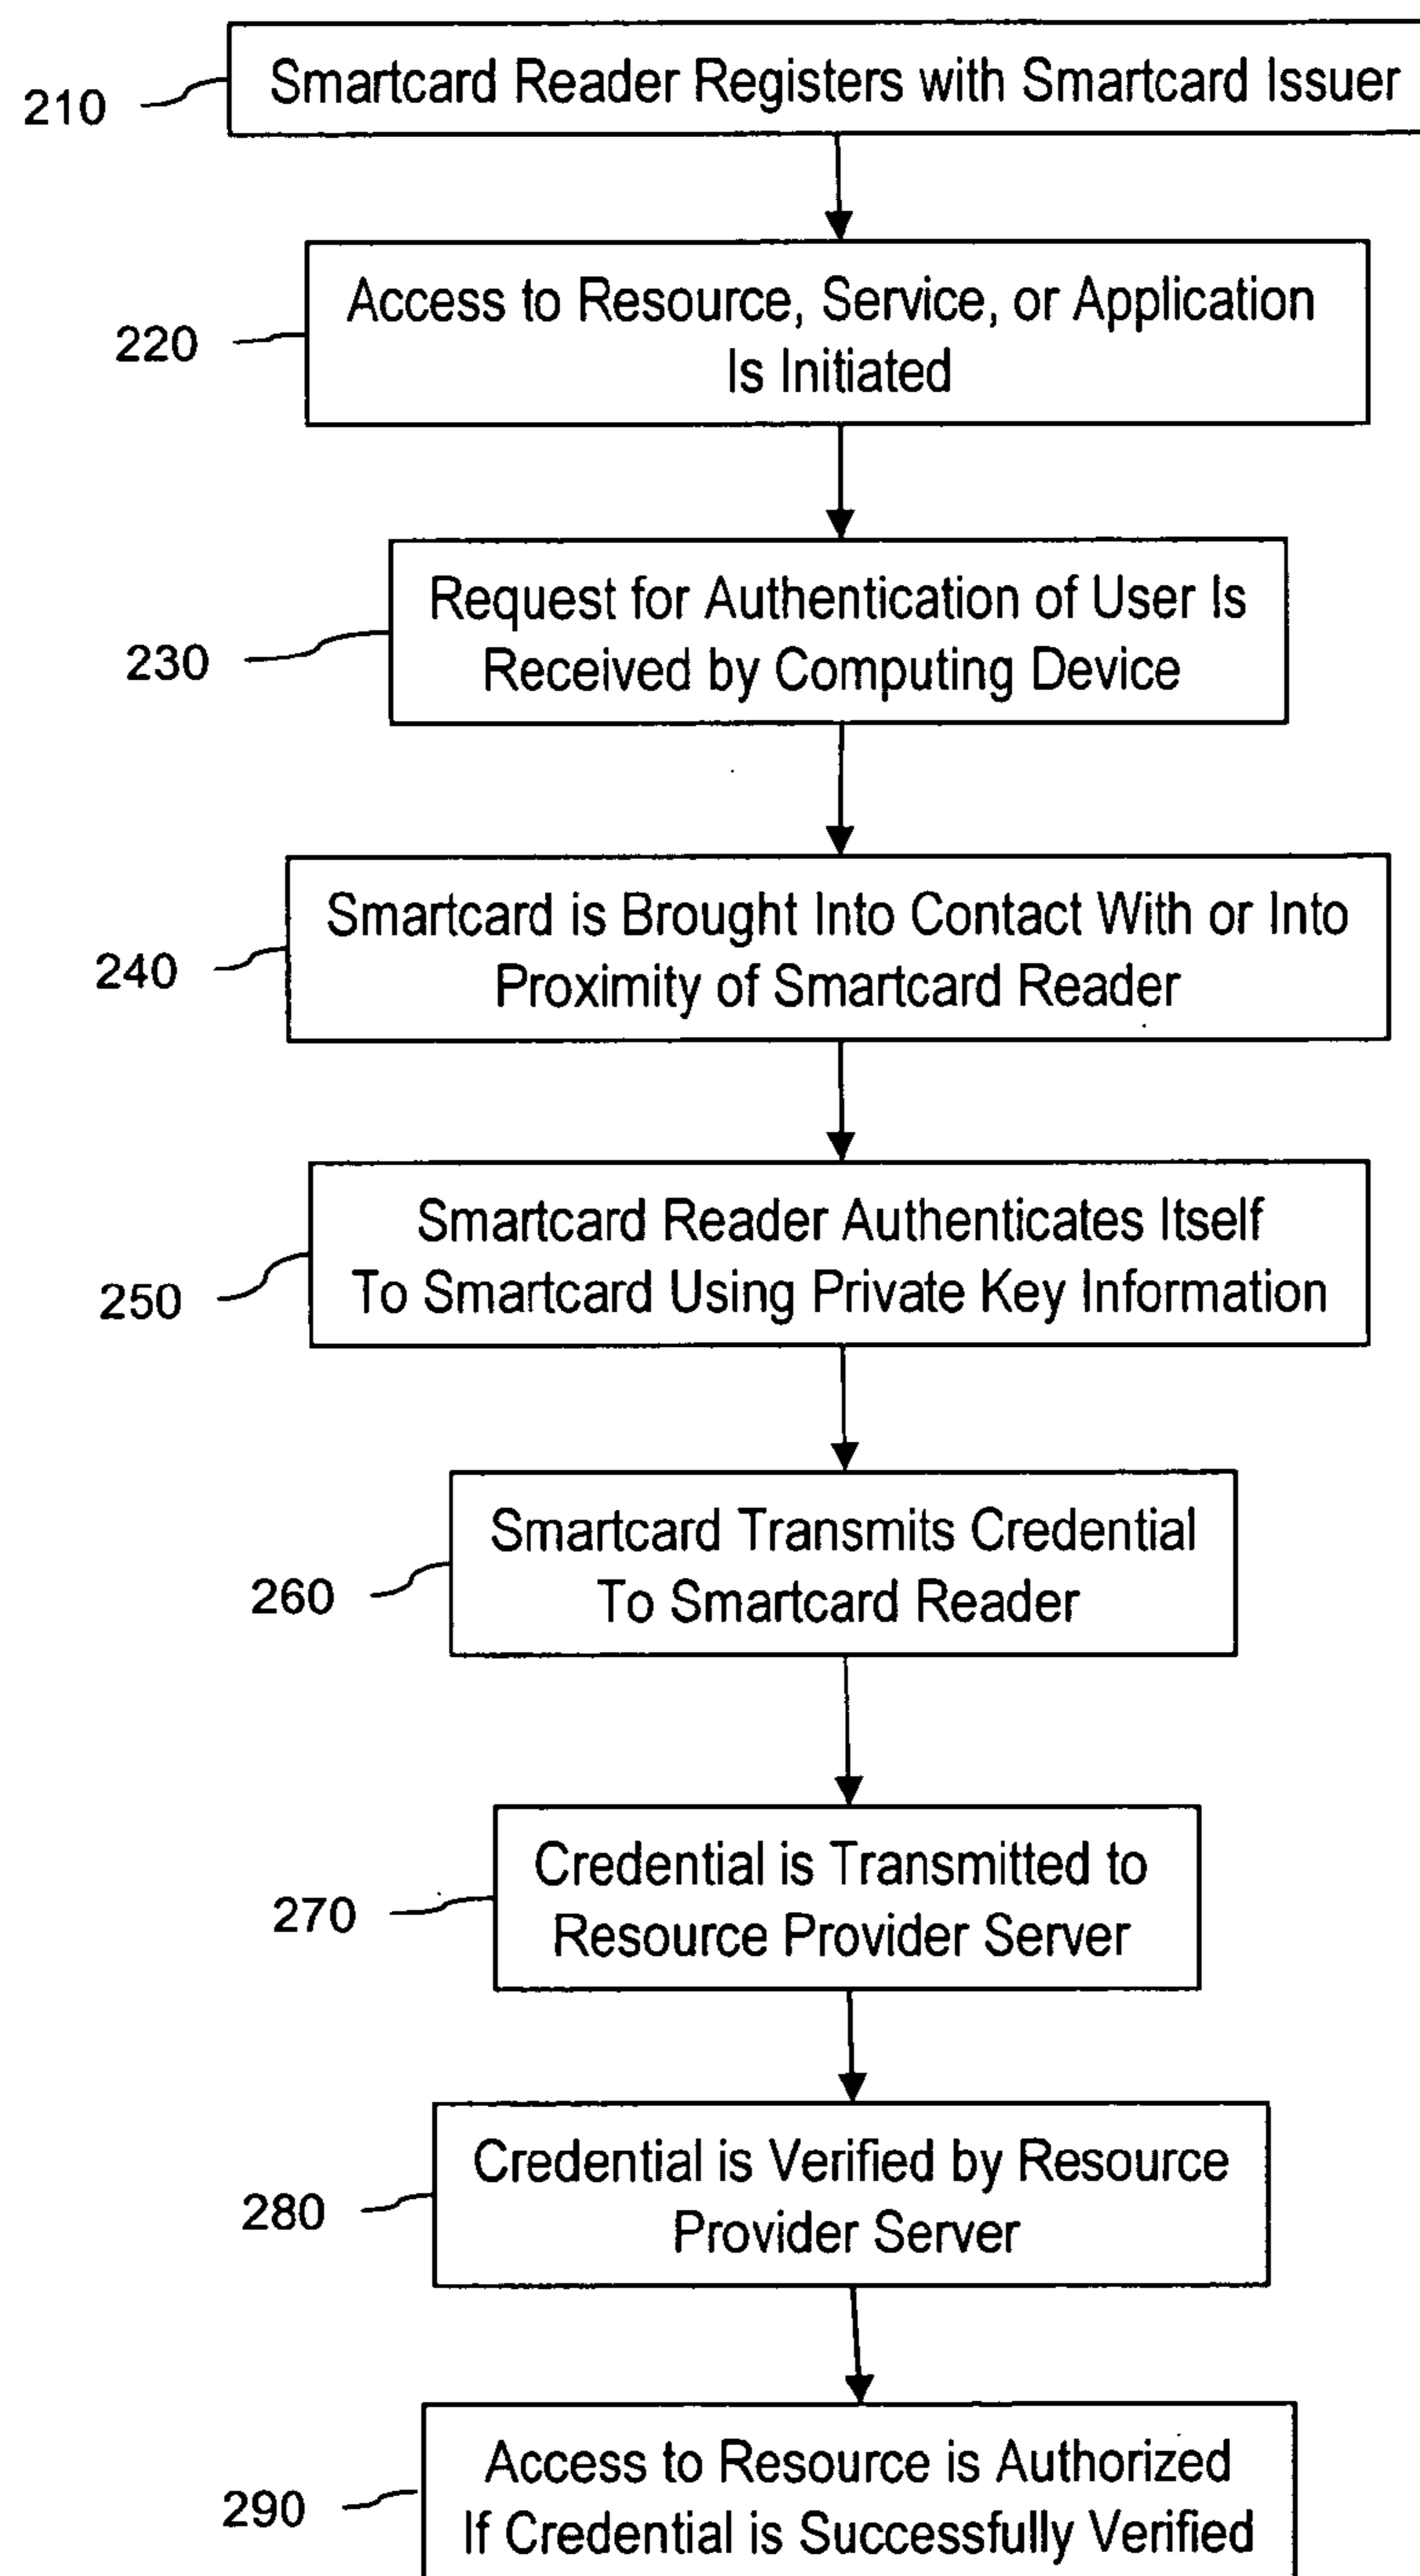 210
Smartcard Reader Registers with Smartcard Issuer
220
Access to Resource, Service, or Application
Is Initiated
230
Request for Authentication of User Is
Received by Computing Device
240
Smartcard is Brought Into Contact With or Into
Proximity of Smartcard Reader
250
Smartcard Reader Authenticates Itself
To Smartcard Using Private Key Information
260
Smartcard Transmits Credential
To Smartcard Reader
270
Credential is Transmitted to
Resource Provider Server
280
Credential is Verified by Resource
Provider Server
290
Access to Resource is Authorized
If Credential is Successfully Verified